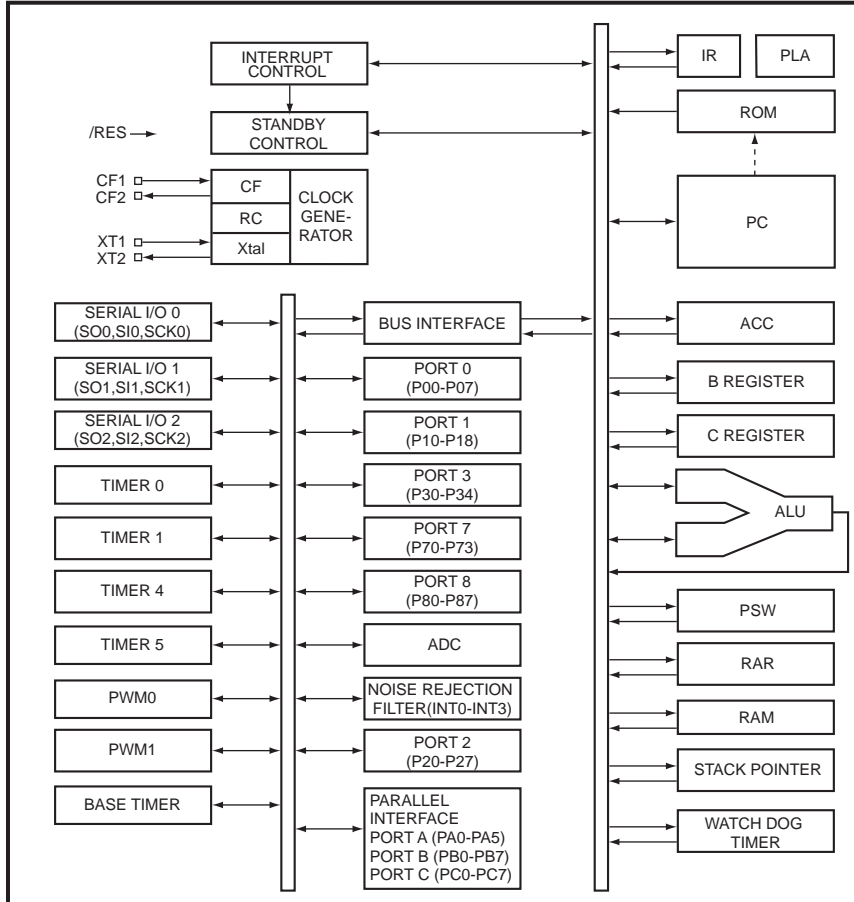 INTERRUPT
CONTROL
IR
PLA
/RES
STANDBY
CONTROL
ROM
CF1
CF2
XT1
XT2
CF
RC
Xtal
CLOCK
GENE-
RATOR
PC
SERIAL I/O 0
(SO0,SI0,SCK0)
BUS INTERFACE
ACC
SERIAL I/O 1
(SO1,SI1,SCK1)
PORT 0
(P00-P07)
B REGISTER
SERIAL I/O 2
(SO2,SI2,SCK2)
PORT 1
(P10-P18)
C REGISTER
TIMER 0
PORT 3
(P30-P34)
ALU
TIMER 1
PORT 7
(P70-P73)
TIMER 4
PORT 8
(P80-P87)
PSW
TIMER 5
ADC
RAR
PWM0
NOISE REJECTION
FILTER(INT0-INT3)
RAM
PWM1
PORT 2
(P20-P27)
STACK POINTER
BASE TIMER
PARALLEL
INTERFACE
PORT A (PA0-PA5)
PORT B (PB0-PB7)
PORT C (PC0-PC7)
WATCH DOG
TIMER